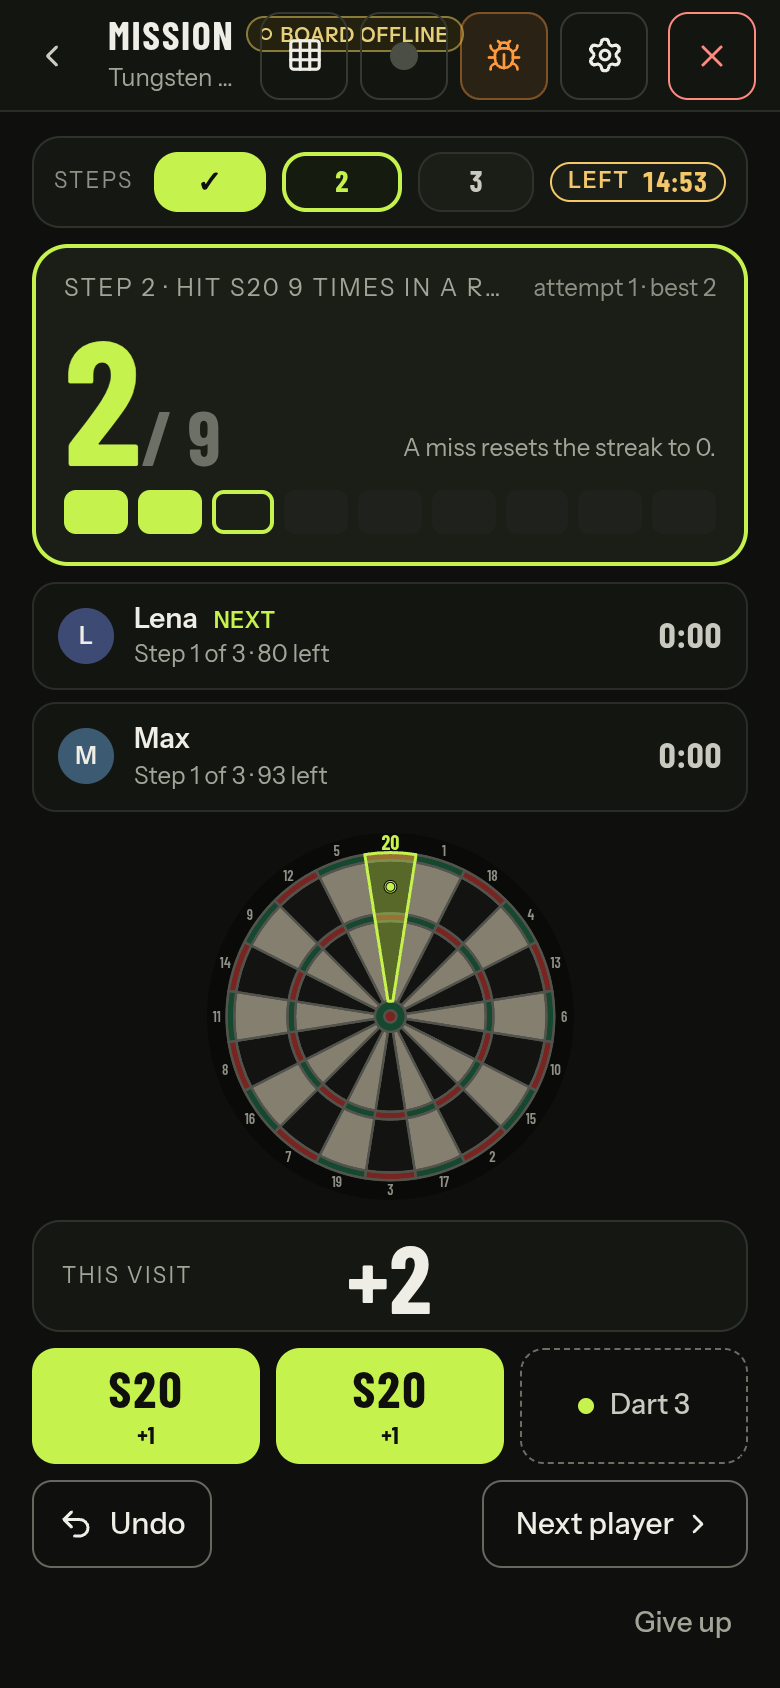 MISSION
BOARD OFFLINE
Tungsten ...
STEPS ✓ 2 3 LEFT 14:53
STEP 2 · HIT S20 9 TIMES IN A R... attempt 1 · best 2
2 / 9
A miss resets the streak to 0.
L Lena NEXT 0:00
Step 1 of 3 · 80 left
M Max 0:00
Step 1 of 3 · 93 left
20
5 1
12 18
9 4
14 13
11 6
8 10
16 15
7 2
19 17
3
THIS VISIT +2
S20 S20 Dart 3
+1 +1
Undo Next player
Give up